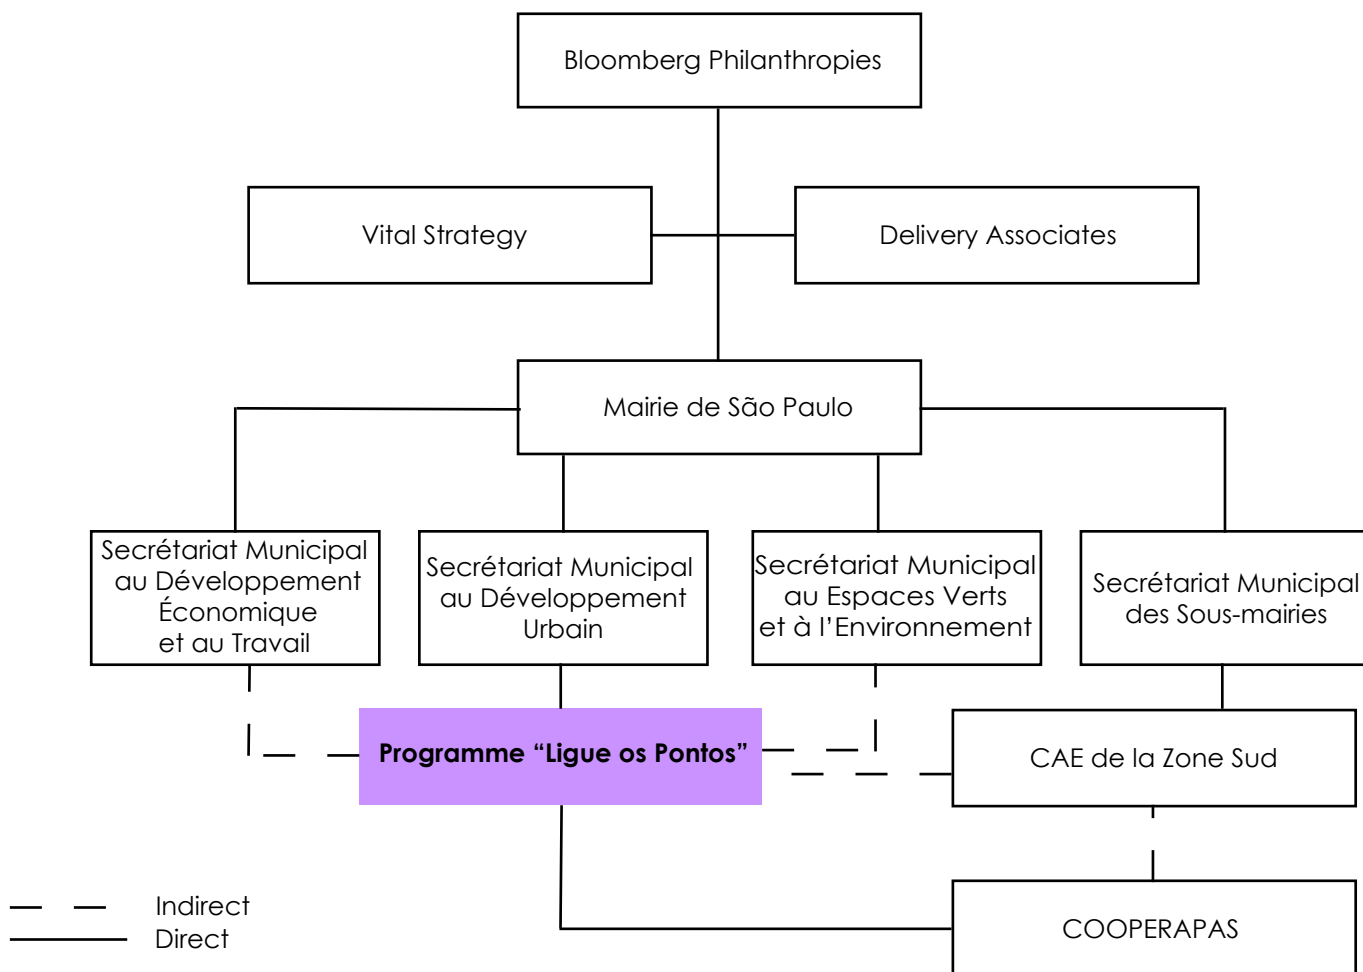 Bloomberg Philanthropies
Vital Strategy
Delivery Associates
Mairie de São Paulo
Secrétariat Municipal
au Développement
Économique
et au Travail
Secrétariat Municipal
au Développement
Urbain
Secrétariat Municipal
au Espaces Verts
et à l’Environnement
Secrétariat Municipal
des Sous-mairies
Programme “Ligue os Pontos”
CAE de la Zone Sud
COOPERAPAS
Indirect
Direct